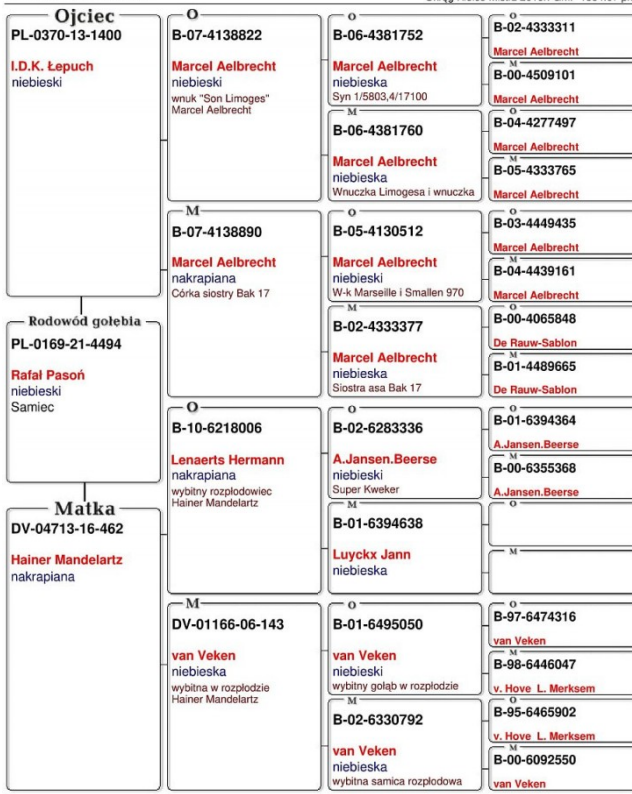 Ojciec
PL-0370-13-1400
I.D.K. Łepuch
niebieski
Rodowód gołębia
PL-0169-21-4494
Rafał Pasoń
niebieski
Samiec
Matka
DV-04713-16-462
Hainer Mandelartz
nakrapiana
O
B-07-4138822
Marcel Aelbrecht
niebieski
wnuk "Son Limoges"
Marcel Aelbrecht
M
B-07-4138890
Marcel Aelbrecht
nakrapiana
Córka siostry Bak 17
O
B-10-6218006
Lenaerts Hermann
nakrapiana
wybitny rozpłodowiec
Hainer Mandelartz
M
DV-01166-06-143
van Veken
niebieska
wybitna w rozpłodzie
Hainer Mandelartz
O
B-06-4381752
Marcel Aelbrecht
niebieska
Syn 1/5803,4/17100
M
B-06-4381760
Marcel Aelbrecht
niebieska
Wnuczka Limogesa i wnuczka
O
B-05-4130512
Marcel Aelbrecht
niebieski
W-k Marseille i Smallen 970
M
B-02-4333377
Marcel Aelbrecht
niebieska
Siostra asa Bak 17
O
B-02-6283336
A.Jansen.Beerse
niebieski
Super Kweker
M
B-01-6394638
Luyckx Jann
niebieska
O
B-01-6495050
van Veken
niebieski
wybitny gołąb w rozpłodzie
M
B-02-6330792
van Veken
niebieska
wybitna samica rozpłodowa
O
B-02-4333311
Marcel Aelbrecht
M
B-00-4509101
Marcel Aelbrecht
O
B-04-4277497
Marcel Aelbrecht
M
B-05-4333765
Marcel Aelbrecht
O
B-03-4449435
Marcel Aelbrecht
M
B-04-4439161
Marcel Aelbrecht
O
B-00-4065848
De Rauw-Sablon
M
B-01-4489665
De Rauw-Sablon
O
B-01-6394364
A.Jansen.Beerse
M
B-00-6355368
A.Jansen.Beerse
O
M
O
B-97-6474316
van Veken
M
B-98-6446047
v. Hove L. Merksem
O
B-95-6465902
v. Hove L. Merksem
M
B-00-6092550
van Veken